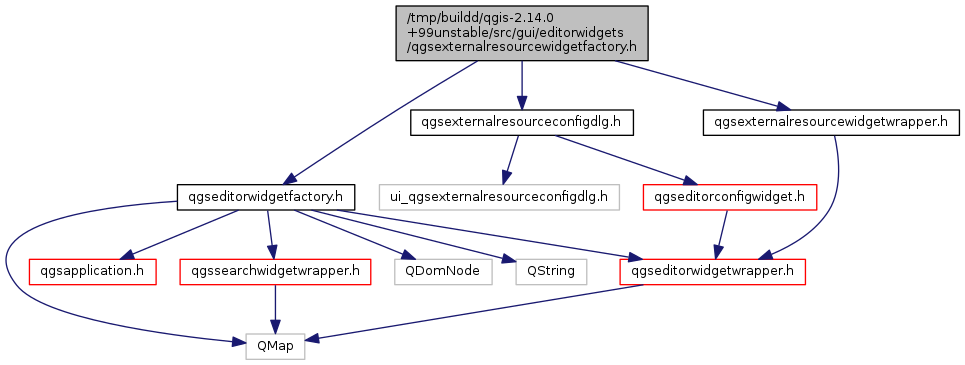 /tmp/buildd/qgis-2.14.0
+99unstable/src/gui/editorwidgets
/qgsexternalresourcewidgetfactory.h
qgsexternalresourceconfigdlg.h
qgsexternalresourcewidgetwrapper.h
qgseditorwidgetfactory.h
ui_qgsexternalresourceconfigdlg.h
qgseditorconfigwidget.h
qgsapplication.h
qgssearchwidgetwrapper.h
QDomNode
QString
qgseditorwidgetwrapper.h
QMap